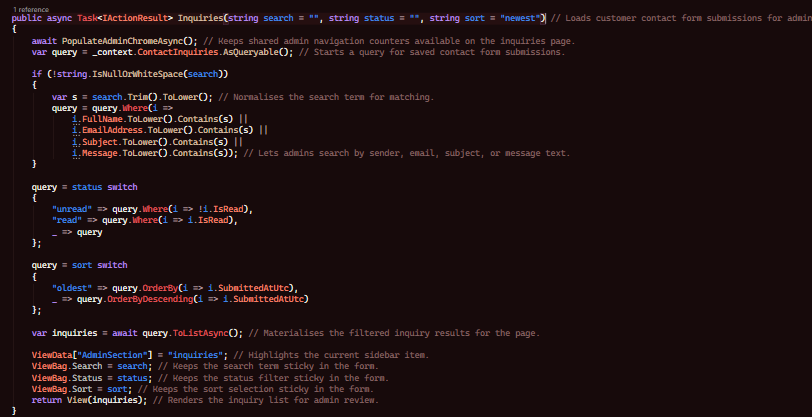 1 reference
public async Task<IActionResult> Inquiries(string search = "", string status = "", string sort = "newest") // Loads customer contact form submissions for admin
{
    await PopulateAdminChromeAsync(); // Keeps shared admin navigation counters available on the inquiries page.
    var query = _context.ContactInquiries.AsQueryable(); // Starts a query for saved contact form submissions.

    if (!string.IsNullOrWhiteSpace(search))
    {
        var s = search.Trim().ToLower(); // Normalises the search term for matching.
        query = query.Where(i =>
            i.FullName.ToLower().Contains(s) ||
            i.EmailAddress.ToLower().Contains(s) ||
            i.Subject.ToLower().Contains(s) ||
            i.Message.ToLower().Contains(s)); // Lets admins search by sender, email, subject, or message text.
    }

    query = status switch
    {
        "unread" => query.Where(i => !i.IsRead),
        "read" => query.Where(i => i.IsRead),
        _ => query
    };

    query = sort switch
    {
        "oldest" => query.OrderBy(i => i.SubmittedAtUtc),
        _ => query.OrderByDescending(i => i.SubmittedAtUtc)
    };

    var inquiries = await query.ToListAsync(); // Materialises the filtered inquiry results for the page.

    ViewData["AdminSection"] = "inquiries"; // Highlights the current sidebar item.
    ViewBag.Search = search; // Keeps the search term sticky in the form.
    ViewBag.Status = status; // Keeps the status filter sticky in the form.
    ViewBag.Sort = sort; // Keeps the sort selection sticky in the form.
    return View(inquiries); // Renders the inquiry list for admin review.
}